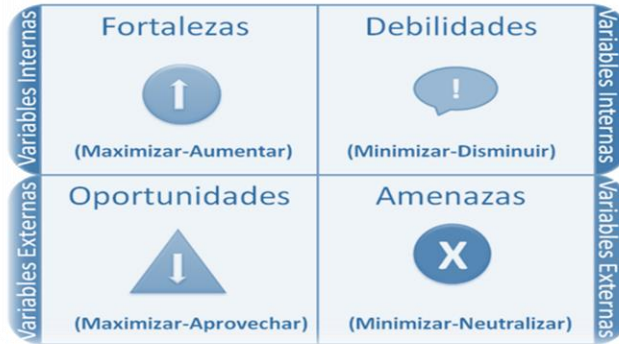 Variables Internas
Fortalezas
(Maximizar-Aumentar)
Debilidades
!
(Minimizar-Disminuir)
Variables Internas
Variables Externas
Oportunidades
(Maximizar-Aprovechar)
Amenazas
X
(Minimizar-Neutralizar)
Variables Externas